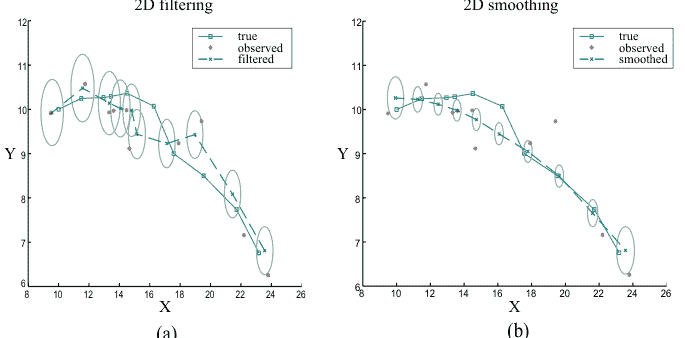 2D filtering
12
11
10
9
8
7
6
Y
true
observed
filtered
8
10
12
14
16
18
20
22
24
26
X
(a)
2D smoothing
12
11
10
9
8
7
6
Y
true
observed
smoothed
8
10
12
14
16
18
20
22
24
26
X
(b)